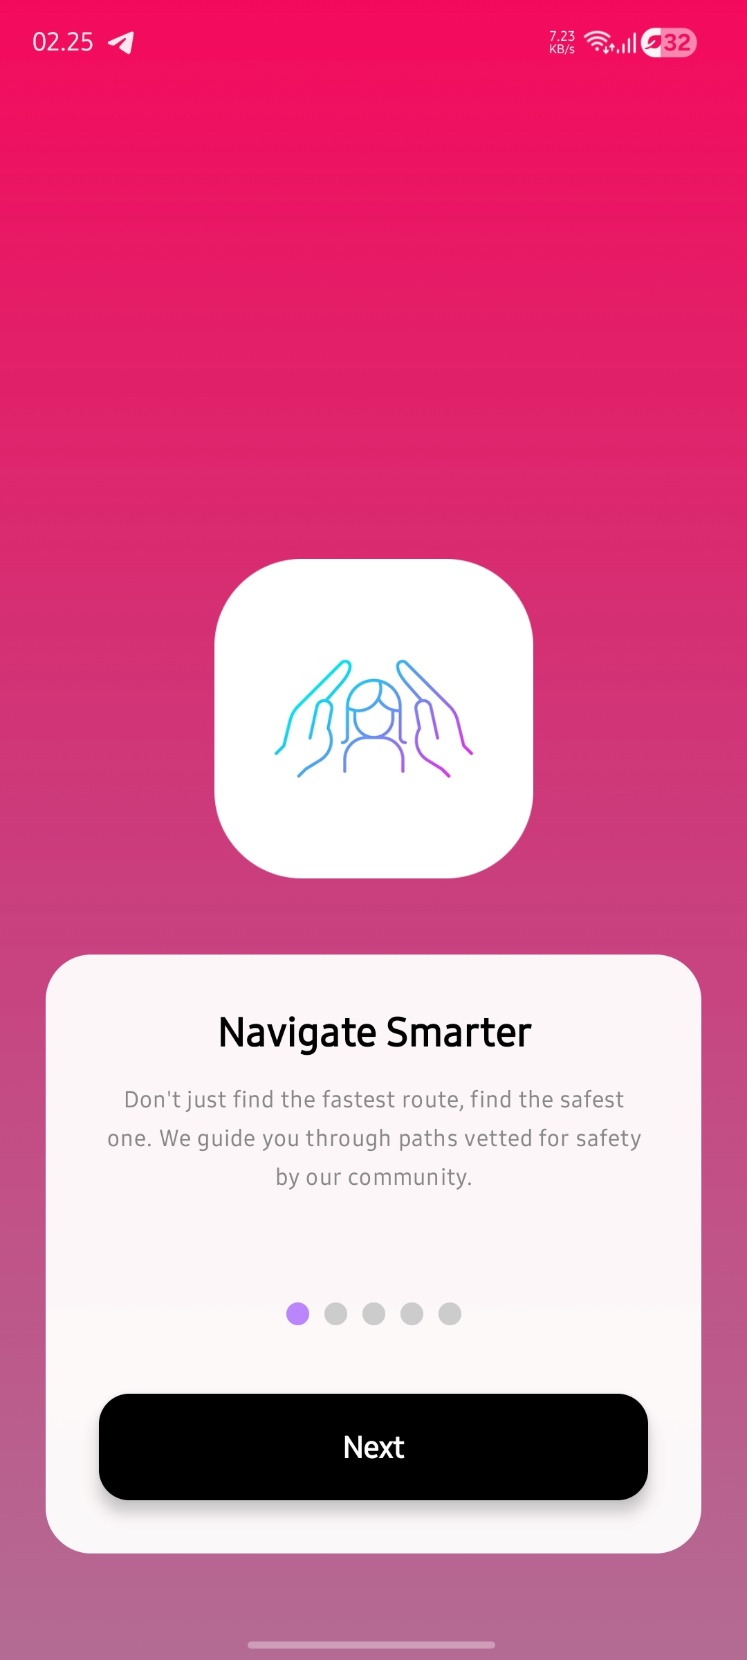 02.25
7.23
KB/s
32
Navigate Smarter
Don't just find the fastest route, find the safest
one. We guide you through paths vetted for safety
by our community.
Next